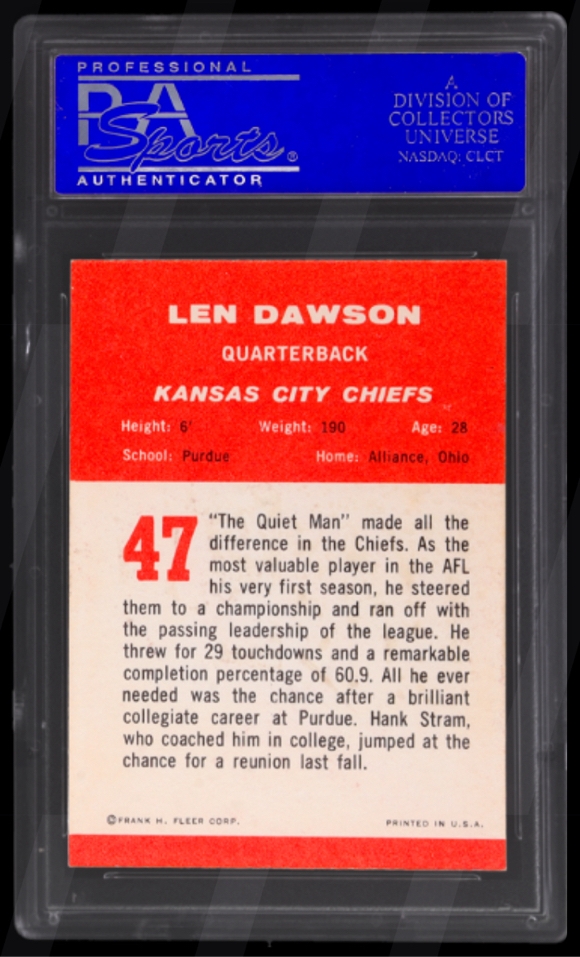 PROFESSIONAL
PSA
Sports®
AUTHENTICATOR
A
DIVISION OF
COLLECTORS
UNIVERSE
NASDAQ: CLCT
LEN DAWSON
QUARTERBACK
KANSAS CITY CHIEFS
Height: 6' Weight: 190 Age: 28
School: Purdue Home: Alliance, Ohio
47
"The Quiet Man" made all the
difference in the Chiefs. As the
most valuable player in the AFL
his very first season, he steered
them to a championship and ran off with
the passing leadership of the league. He
threw for 29 touchdowns and a remarkable
completion percentage of 60.9. All he ever
needed was the chance after a brilliant
collegiate career at Purdue. Hank Stram,
who coached him in college, jumped at the
chance for a reunion last fall.
©FRANK H. FLEER CORP. PRINTED IN U.S.A.